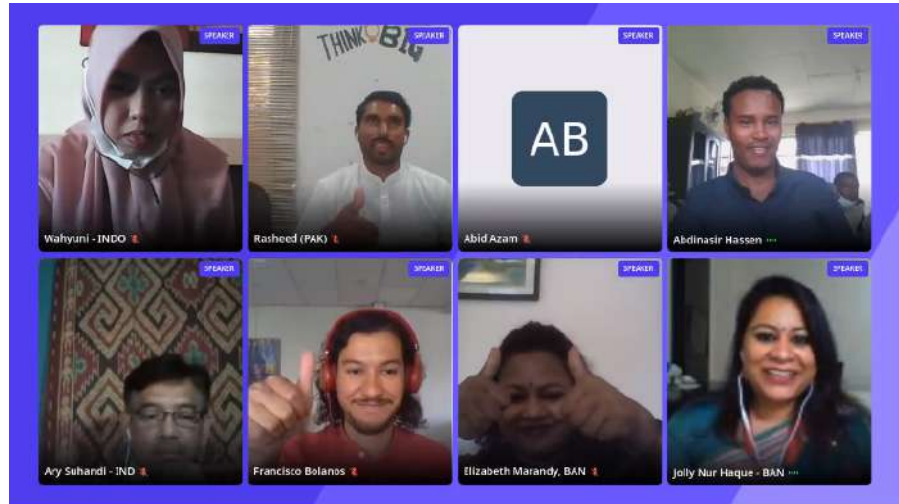 SPEAKER
THINK BIG
SPEAKER
SPEAKER
AB
SPEAKER
Wahyuni - INDO
Rasheed (PAK)
Abid Azam
Abdinasir Hassen
SPEAKER
SPEAKER
SPEAKER
SPEAKER
Ary Suhandi - IND
Francisco Bolanos
Elizabeth Marandy, BAN
Jolly Nur Haque - BAN